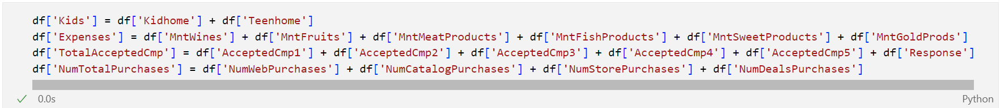 df['Kids'] = df['Kidhome'] + df['Teenhome']
df['Expenses'] = df['MntWines'] + df['MntFruits'] + df['MntMeatProducts'] + df['MntFishProducts'] + df['MntSweetProducts'] + df['MntGoldProds']
df['TotalAcceptedCmp'] = df['AcceptedCmp1'] + df['AcceptedCmp2'] + df['AcceptedCmp3'] + df['AcceptedCmp4'] + df['AcceptedCmp5'] + df['Response']
df['NumTotalPurchases'] = df['NumWebPurchases'] + df['NumCatalogPurchases'] + df['NumStorePurchases'] + df['NumDealsPurchases']
0.0s Python